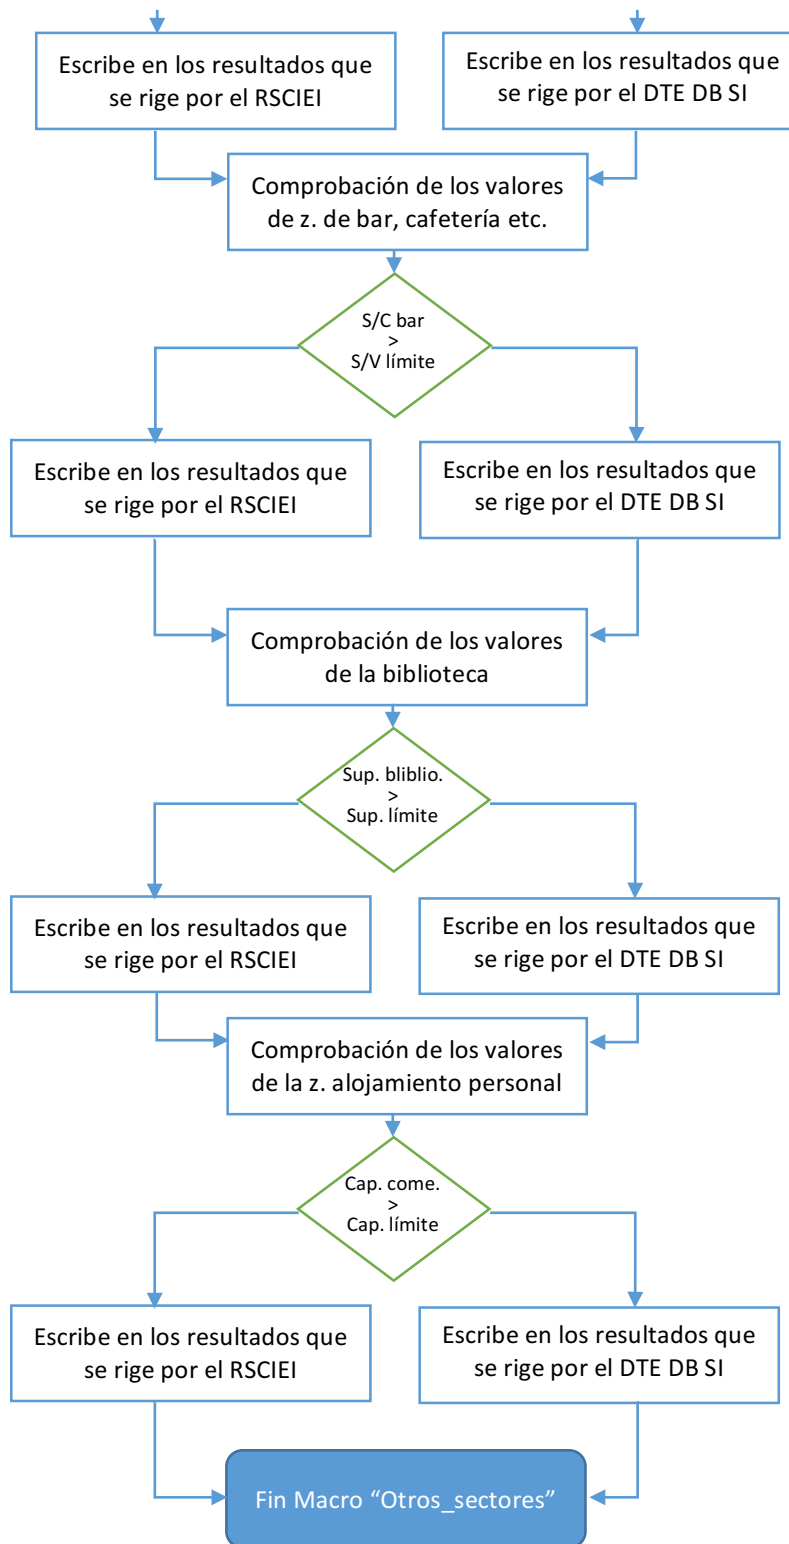 Escribe en los resultados que
se rige por el RSCIEI
Escribe en los resultados que
se rige por el DTE DB SI
Comprobación de los valores
de z. de bar, cafetería etc.
S/C bar
>
S/V límite
Escribe en los resultados que
se rige por el RSCIEI
Escribe en los resultados que
se rige por el DTE DB SI
Comprobación de los valores
de la biblioteca
Sup. bliblio.
>
Sup. límite
Escribe en los resultados que
se rige por el RSCIEI
Escribe en los resultados que
se rige por el DTE DB SI
Comprobación de los valores
de la z. alojamiento personal
Cap. come.
>
Cap. límite
Escribe en los resultados que
se rige por el RSCIEI
Escribe en los resultados que
se rige por el DTE DB SI
Fin Macro “Otros_sectores”